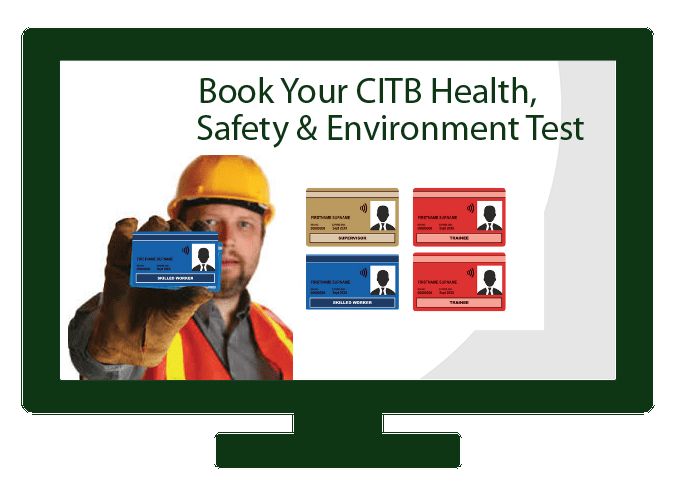 Book Your CITB Health,
Safety & Environment Test
FIRSTNAME SURNAME
SKILLED WORKER
FIRSTNAME SURNAME
SUPERVISOR
FIRSTNAME SURNAME
TRAINEE
FIRSTNAME SURNAME
SKILLED WORKER
FIRSTNAME SURNAME
TRAINEE